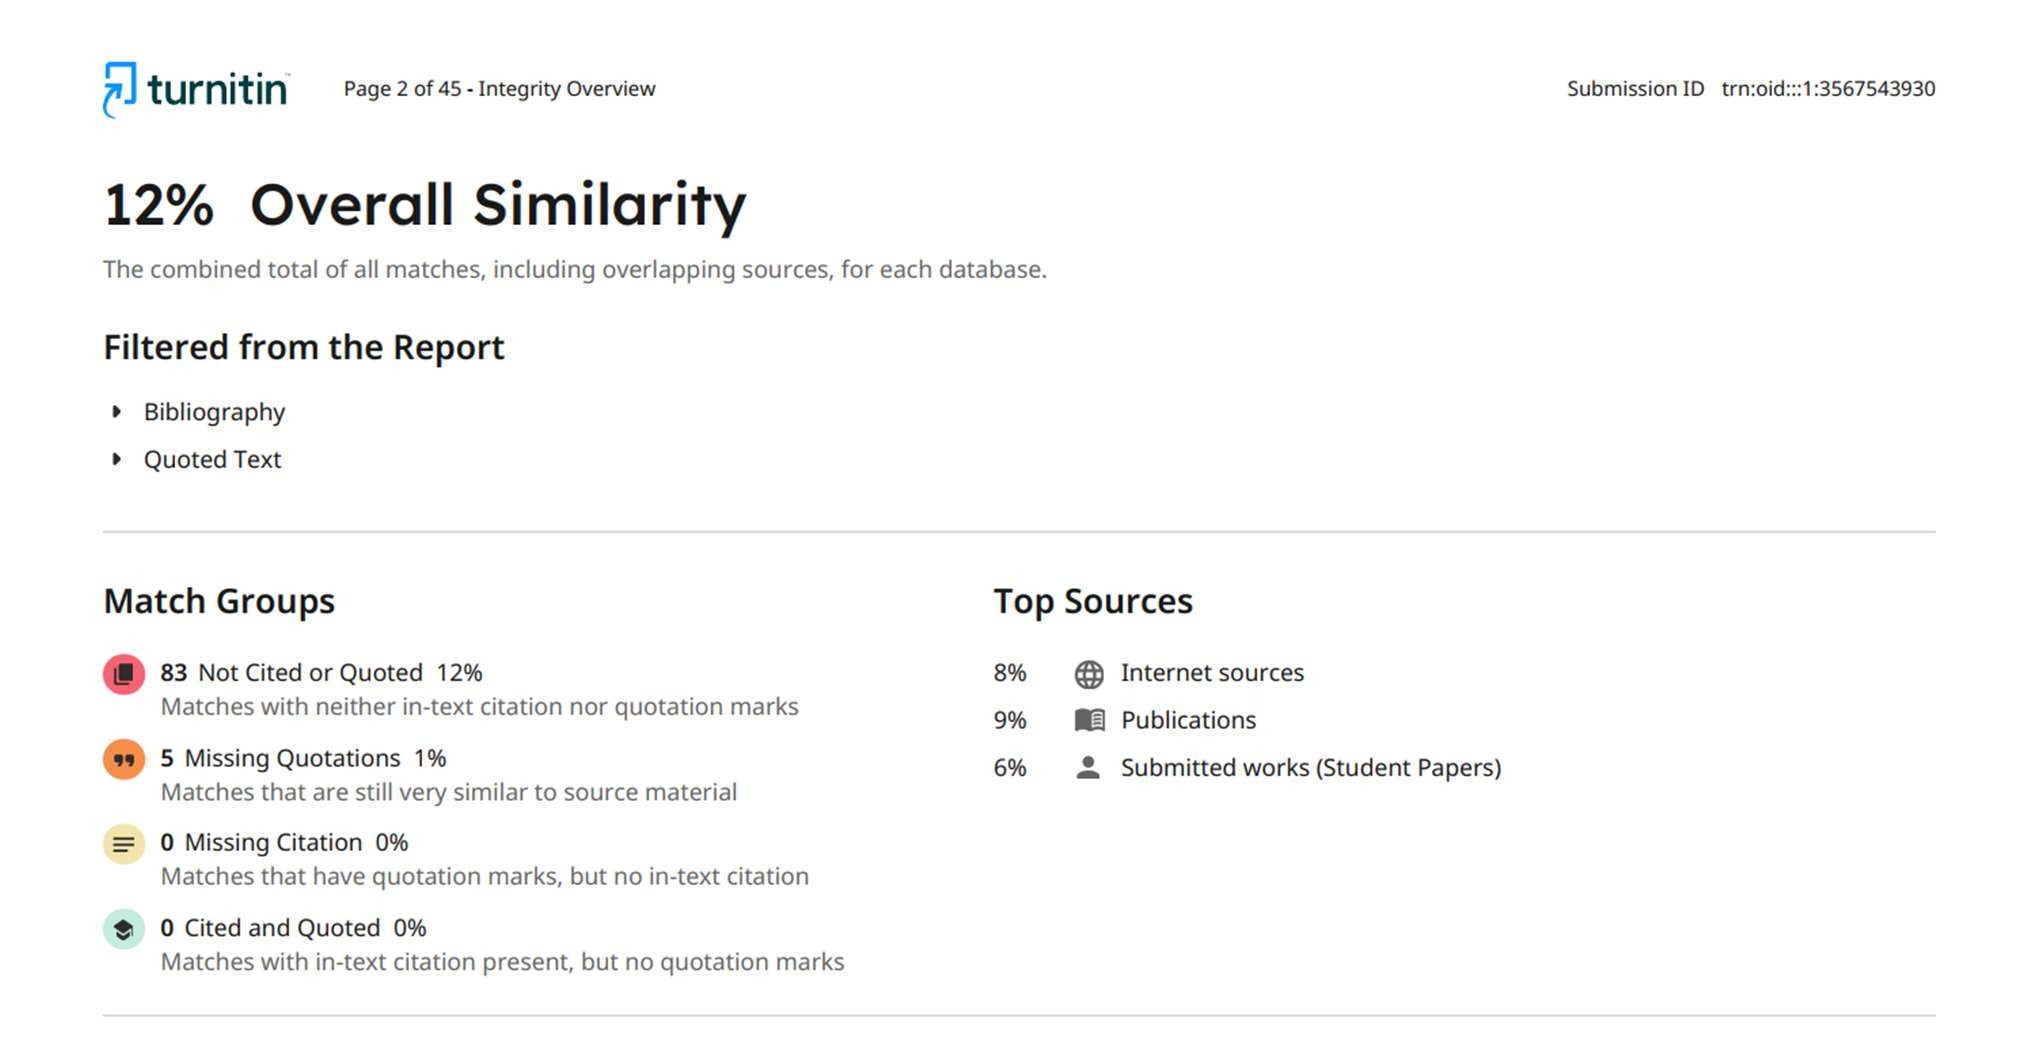 turnitin™ Page 2 of 45 - Integrity Overview Submission ID trn:oid:::1:3567543930
12% Overall Similarity
The combined total of all matches, including overlapping sources, for each database.
Filtered from the Report
Bibliography
Quoted Text
Match Groups
83 Not Cited or Quoted 12%
Matches with neither in-text citation nor quotation marks
5 Missing Quotations 1%
Matches that are still very similar to source material
0 Missing Citation 0%
Matches that have quotation marks, but no in-text citation
0 Cited and Quoted 0%
Matches with in-text citation present, but no quotation marks
Top Sources
8% Internet sources
9% Publications
6% Submitted works (Student Papers)